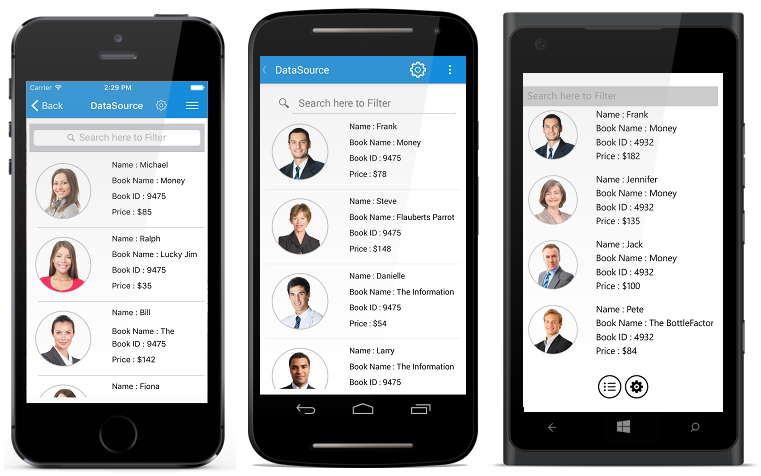 Carrier 2:29 PM
Back DataSource
Search here to Filter
Name : Michael
Book Name : Money
Book ID : 9475
Price : $85
Name : Ralph
Book Name : Lucky Jim
Book ID : 9475
Price : $35
Name : Bill
Book Name : The
Book ID : 9475
Price : $142
Name : Fiona
DataSource
Search here to Filter
Name : Frank
Book Name : Money
Book ID : 9475
Price : $78
Name : Steve
Book Name : Flauberts Parrot
Book ID : 9475
Price : $148
Name : Danielle
Book Name : The Information
Book ID : 9475
Price : $54
Name : Larry
Book Name : The Information
Book ID : 9475
Search here to Filter
Name : Frank
Book Name : Money
Book ID : 4932
Price : $182
Name : Jennifer
Book Name : Money
Book ID : 4932
Price : $135
Name : Jack
Book Name : Money
Book ID : 4932
Price : $100
Name : Pete
Book Name : The BottleFactor
Book ID : 4932
Price : $84